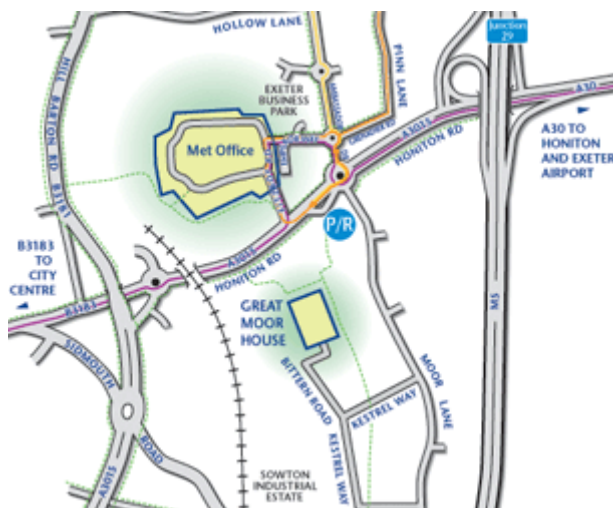 HOLLOW LANE
Junction
29
PINN LANE
A30
EXETER
BUSINESS
PARK
HILL BARTON RD B3181
A3015
HONITON RD
A30 TO
HONITON
AND EXETER
AIRPORT
Met Office
P/R
B3183
TO
CITY
CENTRE
A3015
HONITON RD
B3183
M5
GREAT
MOOR
HOUSE
SIDMOUTH
ROAD
BITTERN ROAD
MOOR LANE
KESTREL WAY
KESTREL WAY
A3015
SOWTON
INDUSTRIAL
ESTATE